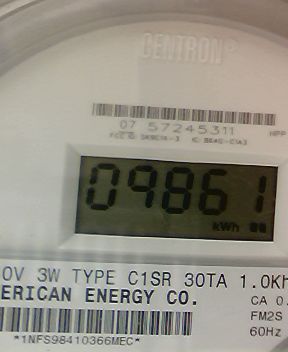 CENTRON®
07 57245311
09861
kWh
0V 3W TYPE C1SR 30TA 1.0Kh
ERICAN ENERGY CO.
CA 0.
FM2S
60Hz
*1NFS98410366MEC*